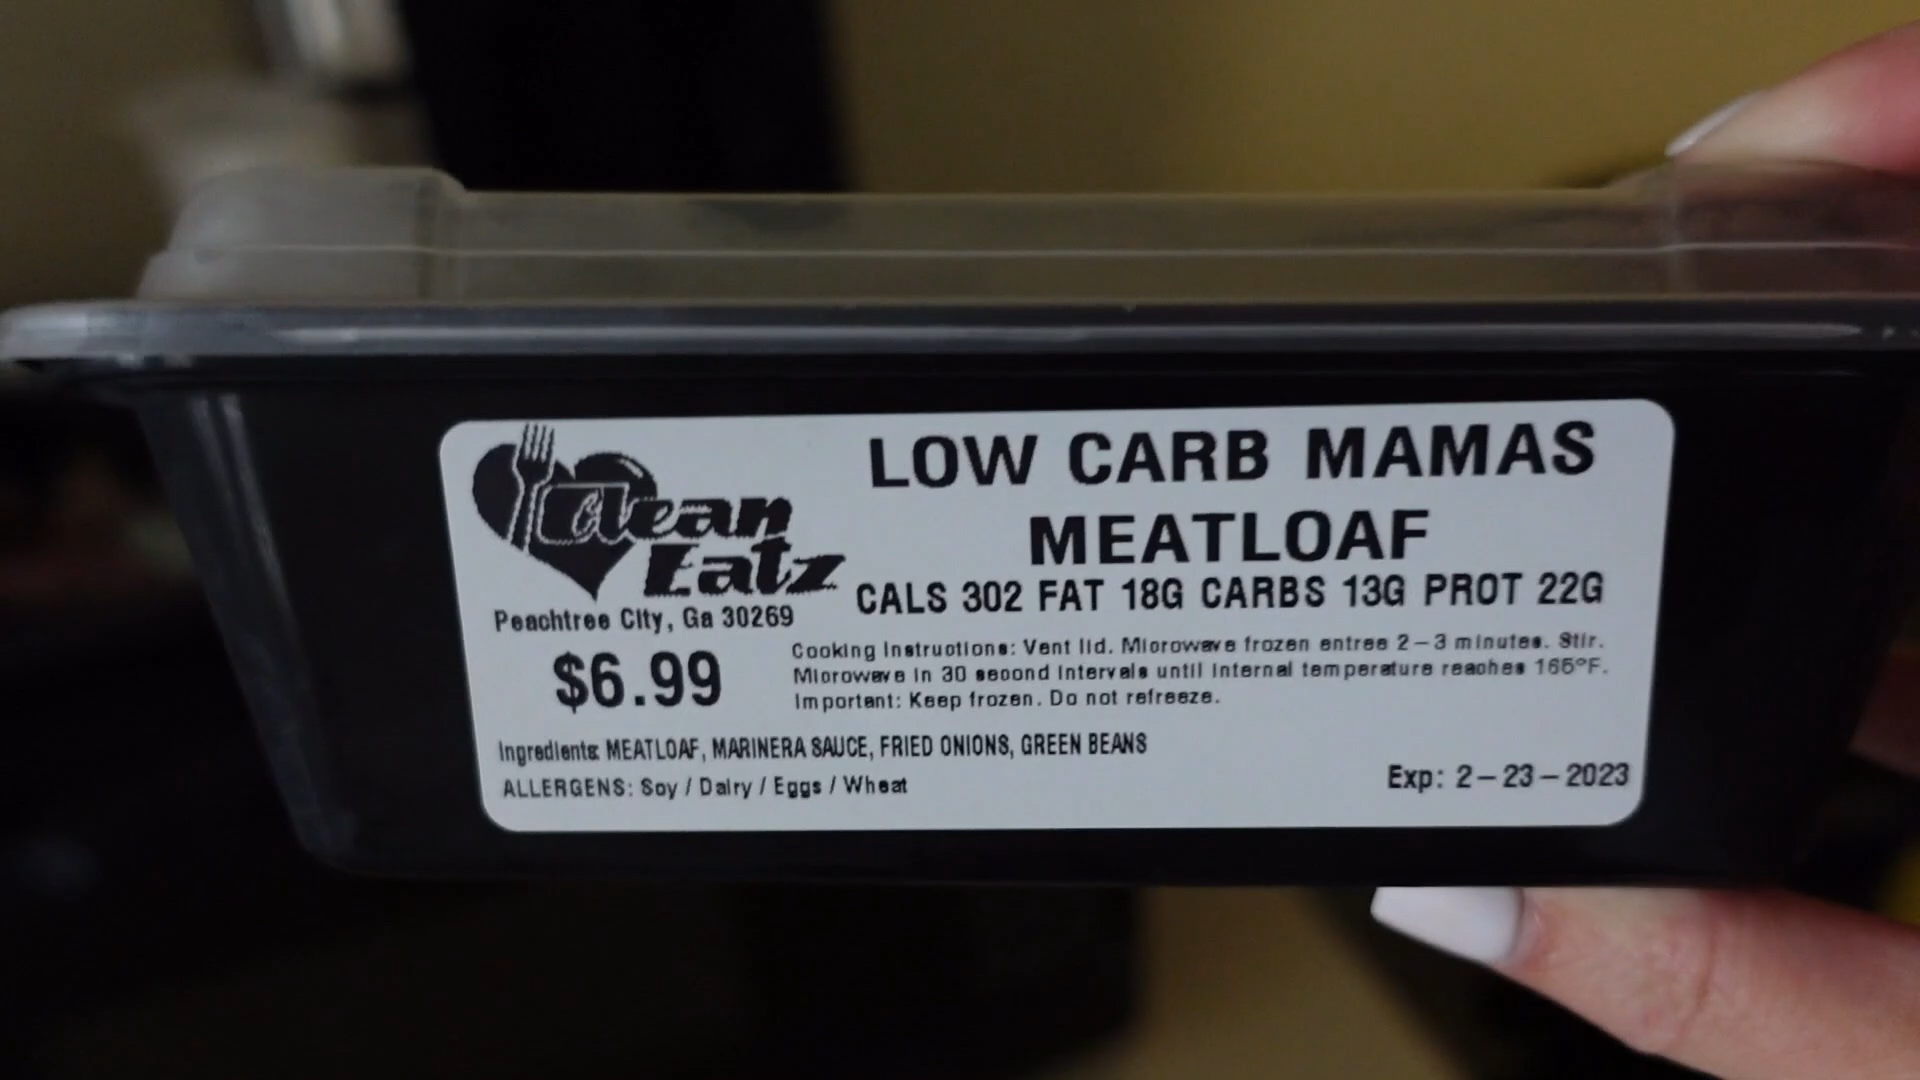 Clean
Eatz
Peachtree City, Ga 30269
$6.99
LOW CARB MAMAS
MEATLOAF
CALS 302 FAT 18G CARBS 13G PROT 22G
Cooking Instructions: Vent lid. Microwave frozen entree 2-3 minutes. Stir.
Microwave in 30 second intervals until internal temperature reaches 165°F.
Important: Keep frozen. Do not refreeze.
Ingredients: MEATLOAF, MARINERA SAUCE, FRIED ONIONS, GREEN BEANS
ALLERGENS: Soy / Dairy / Eggs / Wheat
Exp: 2-23-2023